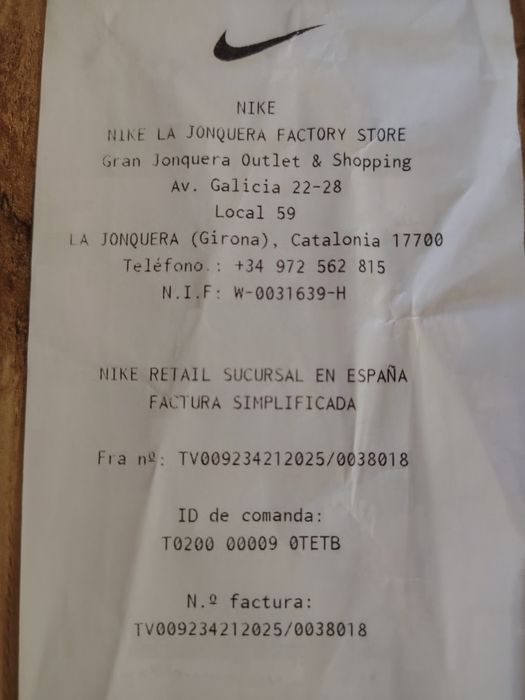 NIKE
NIKE LA JONQUERA FACTORY STORE
Gran Jonquera Outlet & Shopping
Av. Galicia 22-28
Local 59
LA JONQUERA (Girona), Catalonia 17700
Teléfono.: +34 972 562 815
N.I.F: W-0031639-H
NIKE RETAIL SUCURSAL EN ESPAÑA
FACTURA SIMPLIFICADA
Fra nº: TV009234212025/0038018
ID de comanda:
T0200 00009 0TETB
N.º factura:
TV009234212025/0038018